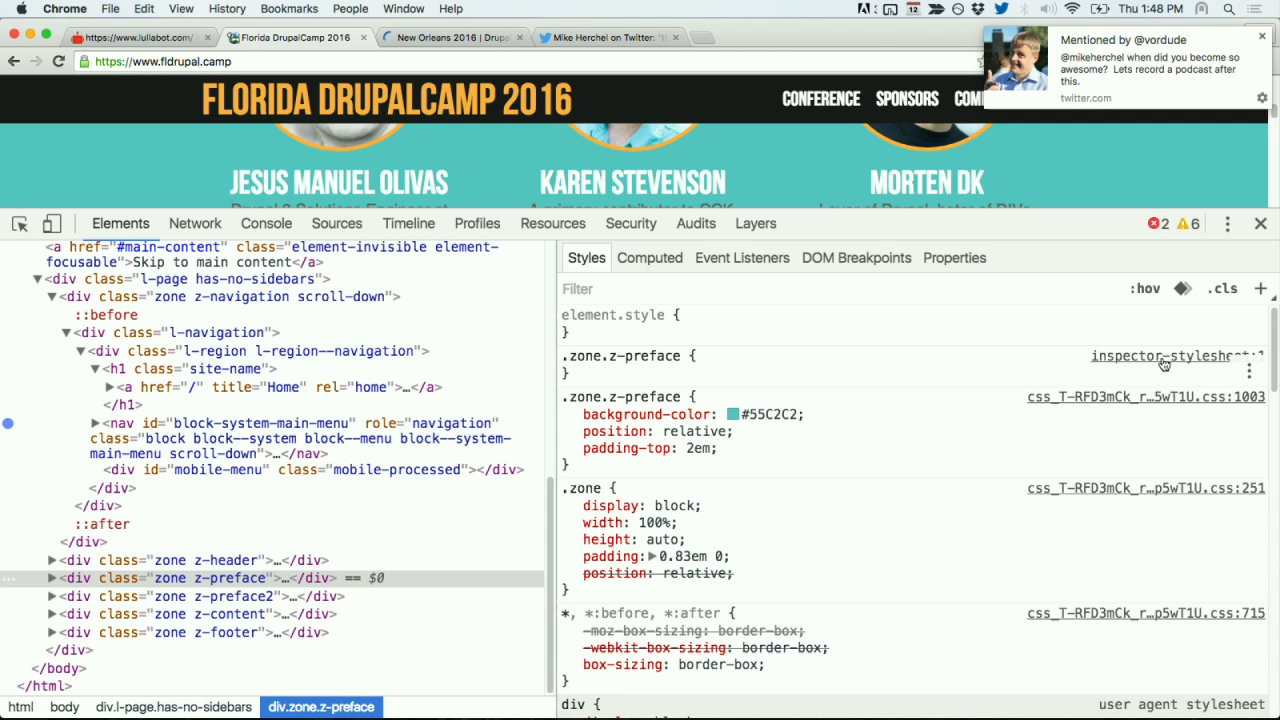 Chrome File Edit View History Bookmarks People Window Help 12 Thu 1:48 PM
https://www.lullabot.com/ Florida DrupalCamp 2016 New Orleans 2016 | Drupa Mike Herchel on Twitter: "It
https://www.fldrupal.camp
Mentioned by @vordude
@mikeherchel when did you become so
awesome? Lets record a podcast after
this.
twitter.com
FLORIDA DRUPALCAMP 2016 CONFERENCE SPONSORS
JESUS MANUEL OLIVAS KAREN STEVENSON MORTEN DK
Elements Network Console Sources Timeline Profiles Resources Security Audits Layers 2 6
<a href="#main-content" class="element-invisible element-
focusable">Skip to main content</a>
▼<div class="l-page has-no-sidebars">
▼<div class="zone z-navigation scroll-down">
::before
▼<div class="l-navigation">
▼<div class="l-region l-region--navigation">
▼<h1 class="site-name">
▶<a href="/" title="Home" rel="home">…</a>
</h1>
▶<nav id="block-system-main-menu" role="navigation"
class="block block--system block--menu block--system-
main-menu scroll-down">…</nav>
<div id="mobile-menu" class="mobile-processed"></div>
</div>
</div>
::after
</div>
▶<div class="zone z-header">…</div>
▶<div class="zone z-preface">…</div> == $0
▶<div class="zone z-preface2">…</div>
▶<div class="zone z-content">…</div>
▶<div class="zone z-footer">…</div>
</div>
</body>
</html>
html body div.l-page.has-no-sidebars div.zone.z-preface
Styles Computed Event Listeners DOM Breakpoints Properties
Filter :hov .cls +
element.style {
}
.zone.z-preface { inspector-stylesheet:1
}
.zone.z-preface { css_T-RFD3mCk_r…5wT1U.css:1003
background-color: #55C2C2;
position: relative;
padding-top: 2em;
}
.zone { css_T-RFD3mCk_r…p5wT1U.css:251
display: block;
width: 100%;
height: auto;
padding:▶0.83em 0;
position: relative;
}
*, *:before, *:after { css_T-RFD3mCk_r…p5wT1U.css:715
-moz-box-sizing: border-box;
-webkit-box-sizing: border-box;
box-sizing: border-box;
}
div { user agent stylesheet